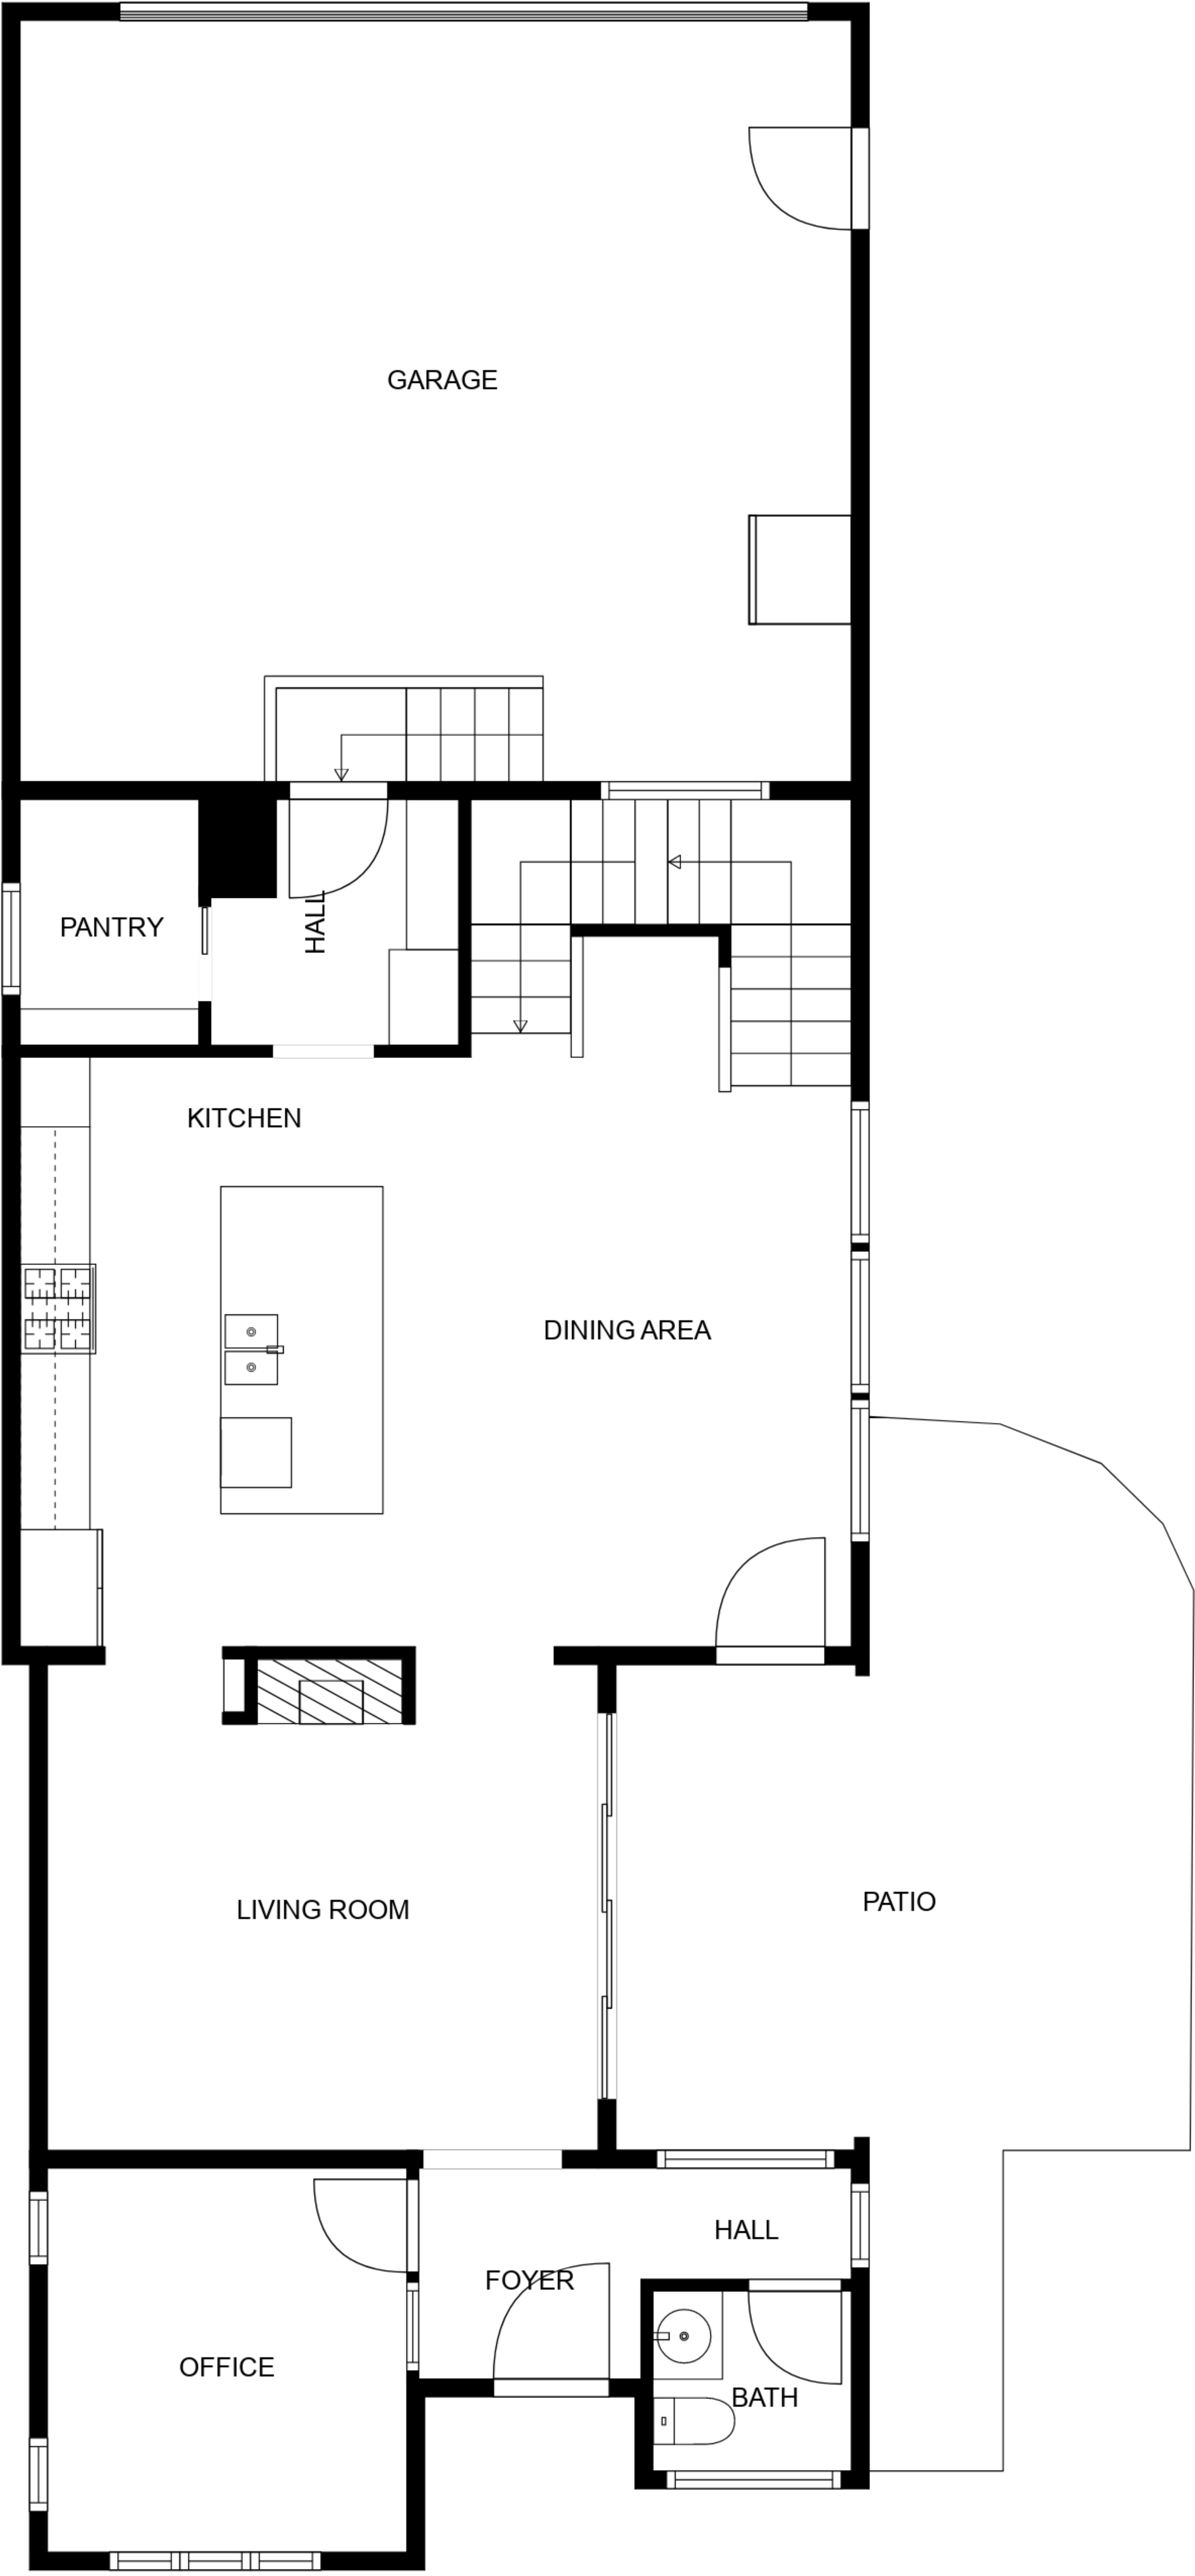 GARAGE
PANTRY
HALL
KITCHEN
DINING AREA
LIVING ROOM
PATIO
HALL
FOYER
OFFICE
BATH